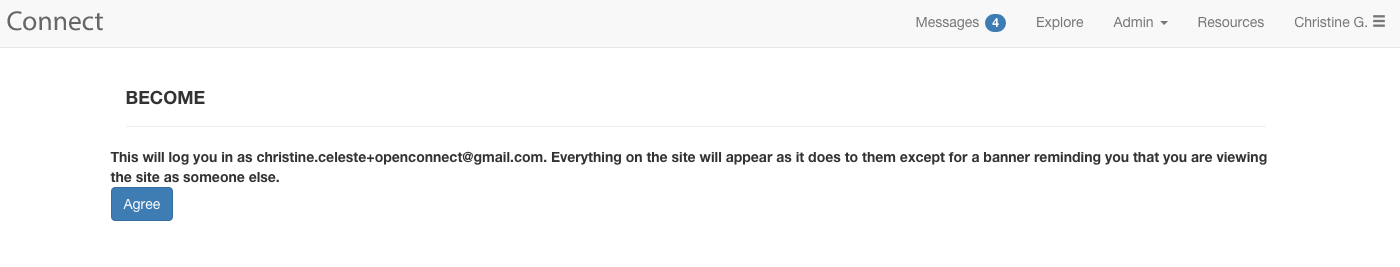 Connect
Messages 4 Explore Admin Resources Christine G.
BECOME
This will log you in as christine.celeste+openconnect@gmail.com. Everything on the site will appear as it does to them except for a banner reminding you that you are viewing
the site as someone else.
Agree